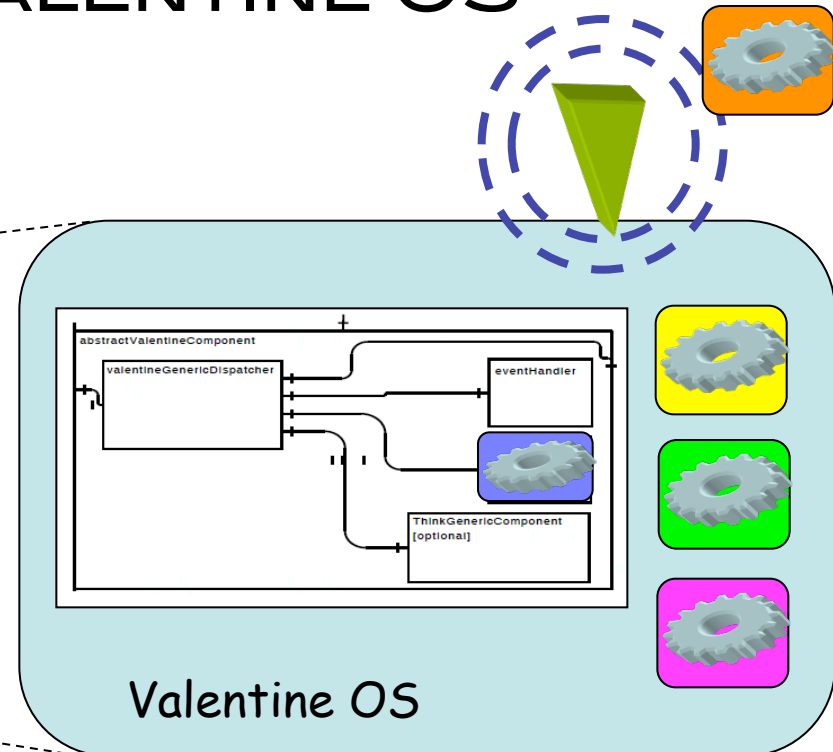 ALENTINE OS
abstractValentineComponent
valentineGenericDispatcher
eventHandler
ThinkGenericComponent
[optional]
Valentine OS